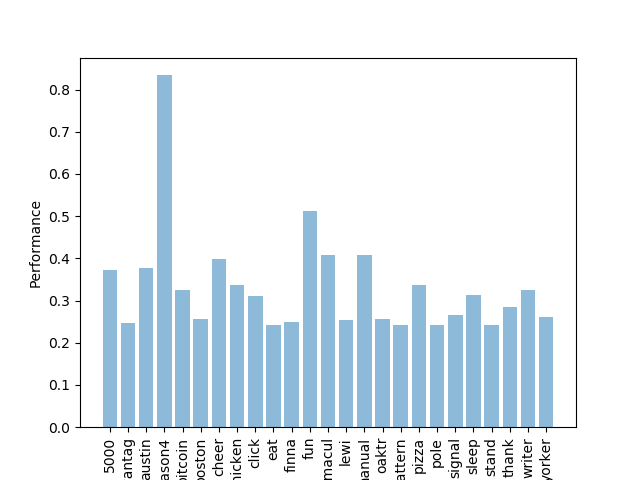 0.8
0.7
0.6
0.5
0.4
0.3
0.2
0.1
0.0
Performance
5000
antag
austin
ason4
itcoin
oston
cheer
hicken
click
eat
finna
fun
macul
lewi
anual
oaktr
attern
pizza
pole
signal
sleep
stand
thank
writer
yorker